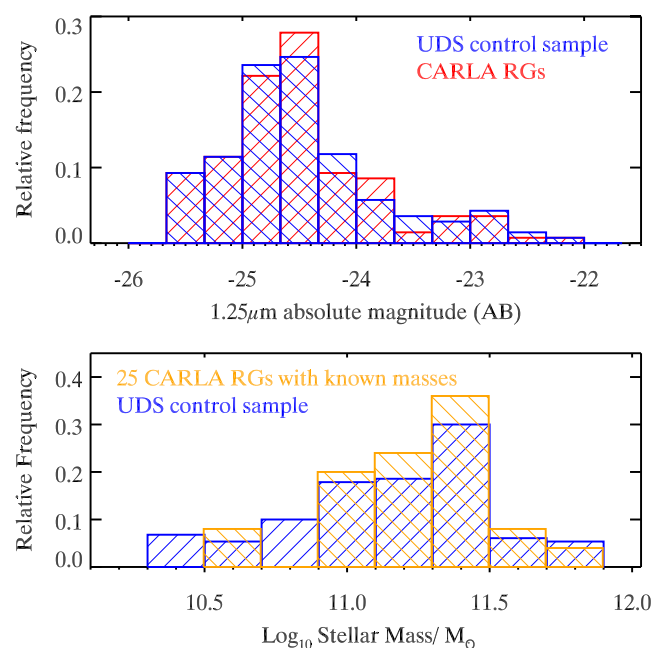 0.3
0.2
0.1
0.0
Relative frequency
UDS control sample
CARLA RGs
-26 -25 -24 -23 -22
1.25μm absolute magnitude (AB)
0.4
0.3
0.2
0.1
0.0
Relative Frequency
25 CARLA RGs with known masses
UDS control sample
10.5 11.0 11.5 12.0
Log₁₀ Stellar Mass/ M⊙